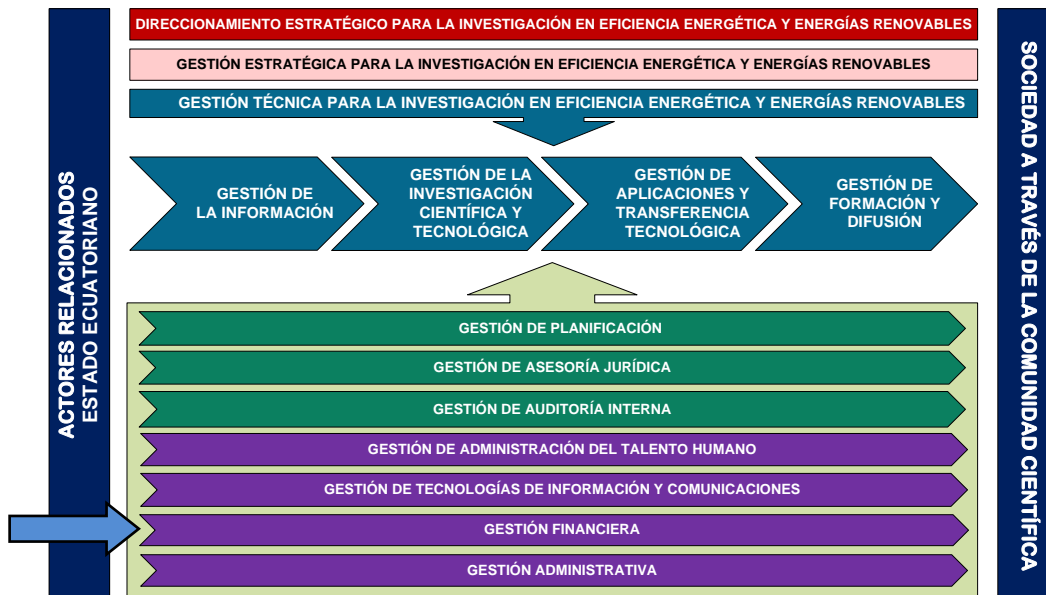 DIRECCIONAMIENTO ESTRATÉGICO PARA LA INVESTIGACIÓN EN EFICIENCIA ENERGÉTICA Y ENERGÍAS RENOVABLES
GESTIÓN ESTRATÉGICA PARA LA INVESTIGACIÓN EN EFICIENCIA ENERGÉTICA Y ENERGÍAS RENOVABLES
GESTIÓN TÉCNICA PARA LA INVESTIGACIÓN EN EFICIENCIA ENERGÉTICA Y ENERGÍAS RENOVABLES
ACTORES RELACIONADOS
ESTADO ECUATORIANO
GESTIÓN DE
LA INFORMACIÓN
GESTIÓN DE LA
INVESTIGACIÓN
CIENTÍFICA Y
TECNOLÓGICA
GESTIÓN DE
APLICACIONES Y
TRANSFERENCIA
TECNOLÓGICA
GESTIÓN DE
FORMACIÓN Y
DIFUSIÓN
GESTIÓN DE PLANIFICACIÓN
GESTIÓN DE ASESORÍA JURÍDICA
GESTIÓN DE AUDITORÍA INTERNA
GESTIÓN DE ADMINISTRACIÓN DEL TALENTO HUMANO
GESTIÓN DE TECNOLOGÍAS DE INFORMACIÓN Y COMUNICACIONES
GESTIÓN FINANCIERA
GESTIÓN ADMINISTRATIVA
SOCIEDAD A TRAVÉS DE LA COMUNIDAD CIENTÍFICA